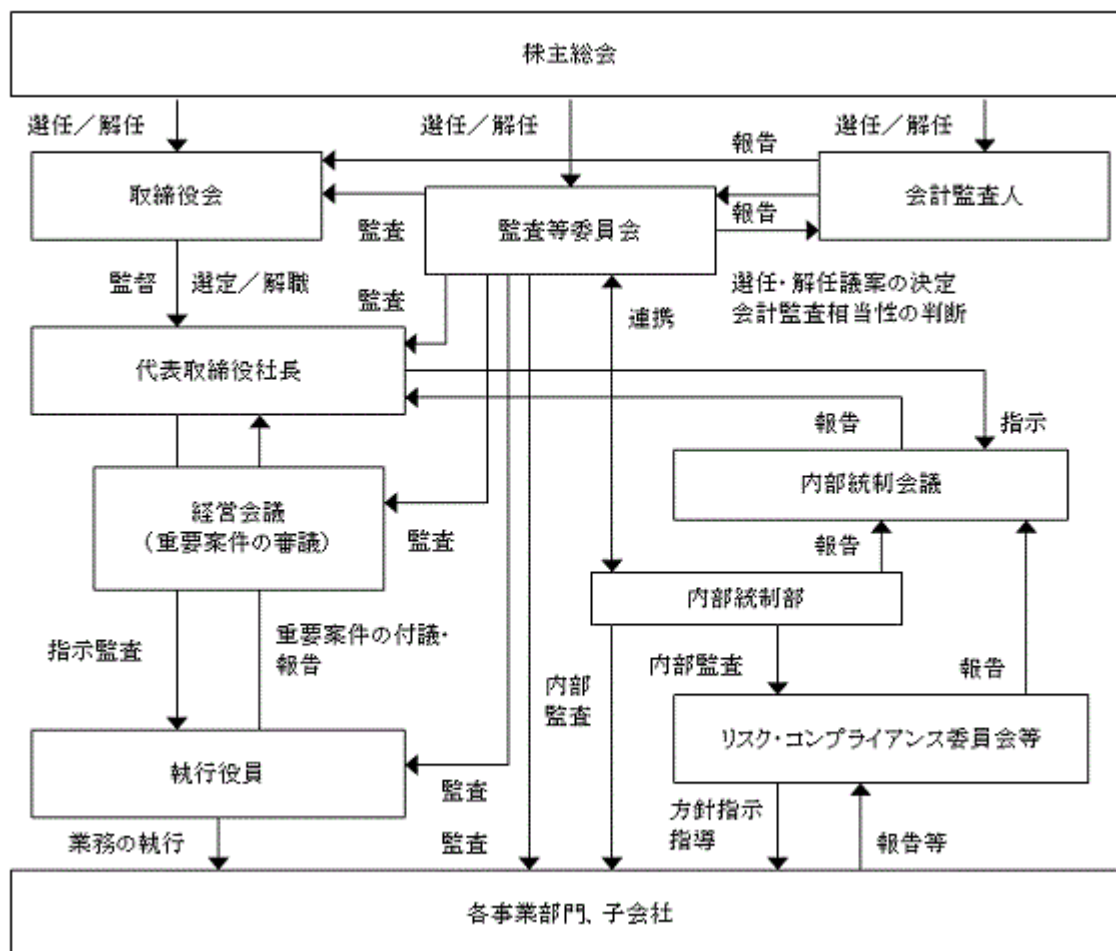 株主総会
選任／解任
選任／解任
選任／解任
報告
取締役会
監査等委員会
会計監査人
監査
報告
監督
選定／解職
監査
選任・解任議案の決定
会計監査相当性の判断
連携
代表取締役社長
報告
指示
内部統制会議
経営会議
（重要案件の審議）
監査
報告
内部統制部
指示監査
重要案件の付議・
報告
内部
監査
内部監査
報告
リスク・コンプライアンス委員会等
執行役員
監査
業務の執行
監査
方針指示
指導
報告等
各事業部門、子会社